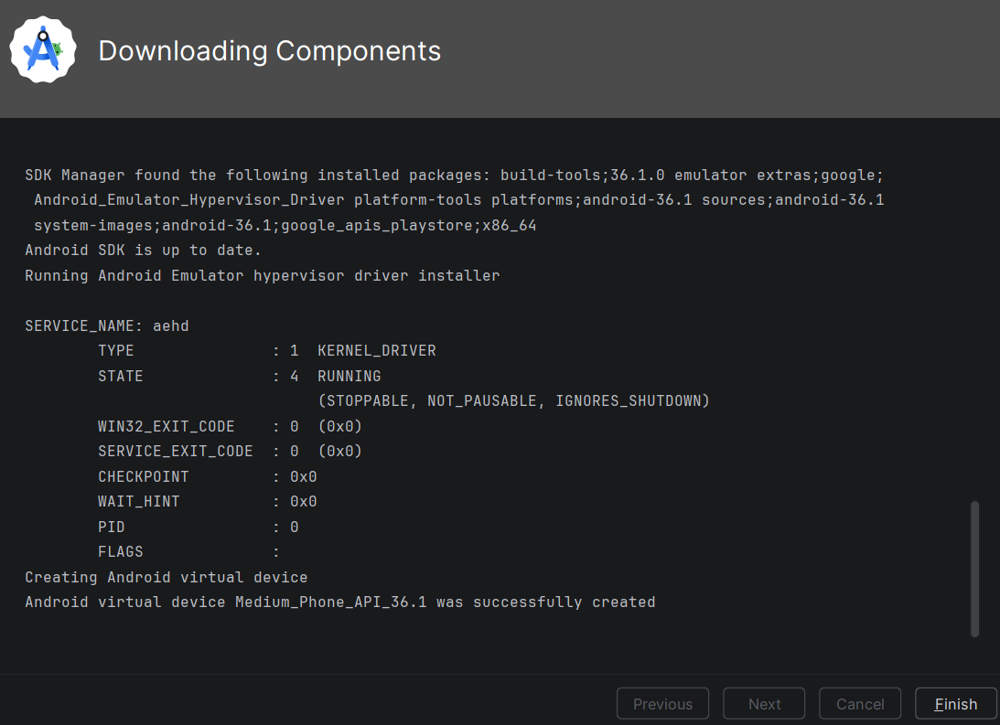 Downloading Components
SDK Manager found the following installed packages: build-tools;36.1.0 emulator extras;google;
Android_Emulator_Hypervisor_Driver platform-tools platforms;android-36.1 sources;android-36.1
system-images;android-36.1;google_apis_playstore;x86_64
Android SDK is up to date.
Running Android Emulator hypervisor driver installer
SERVICE_NAME: aehd
TYPE : 1 KERNEL_DRIVER
STATE : 4 RUNNING
(STOPPABLE, NOT_PAUSABLE, IGNORES_SHUTDOWN)
WIN32_EXIT_CODE : 0 (0x0)
SERVICE_EXIT_CODE : 0 (0x0)
CHECKPOINT : 0x0
WAIT_HINT : 0x0
PID : 0
FLAGS :
Creating Android virtual device
Android virtual device Medium_Phone_API_36.1 was successfully created
Previous Next Cancel Finish